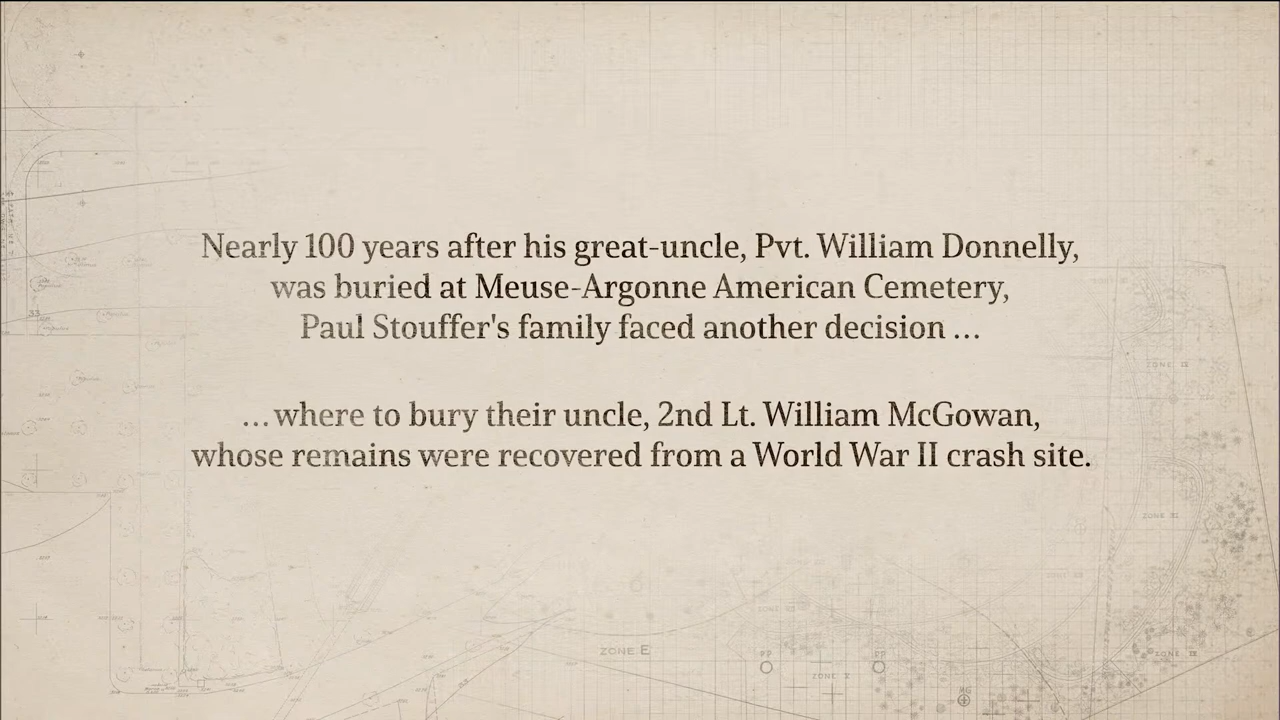 Nearly 100 years after his great-uncle, Pvt. William Donnelly,
was buried at Meuse-Argonne American Cemetery,
Paul Stouffer's family faced another decision ...
...where to bury their uncle, 2nd Lt. William McGowan,
whose remains were recovered from a World War II crash site.
ZONE E
ZONE V